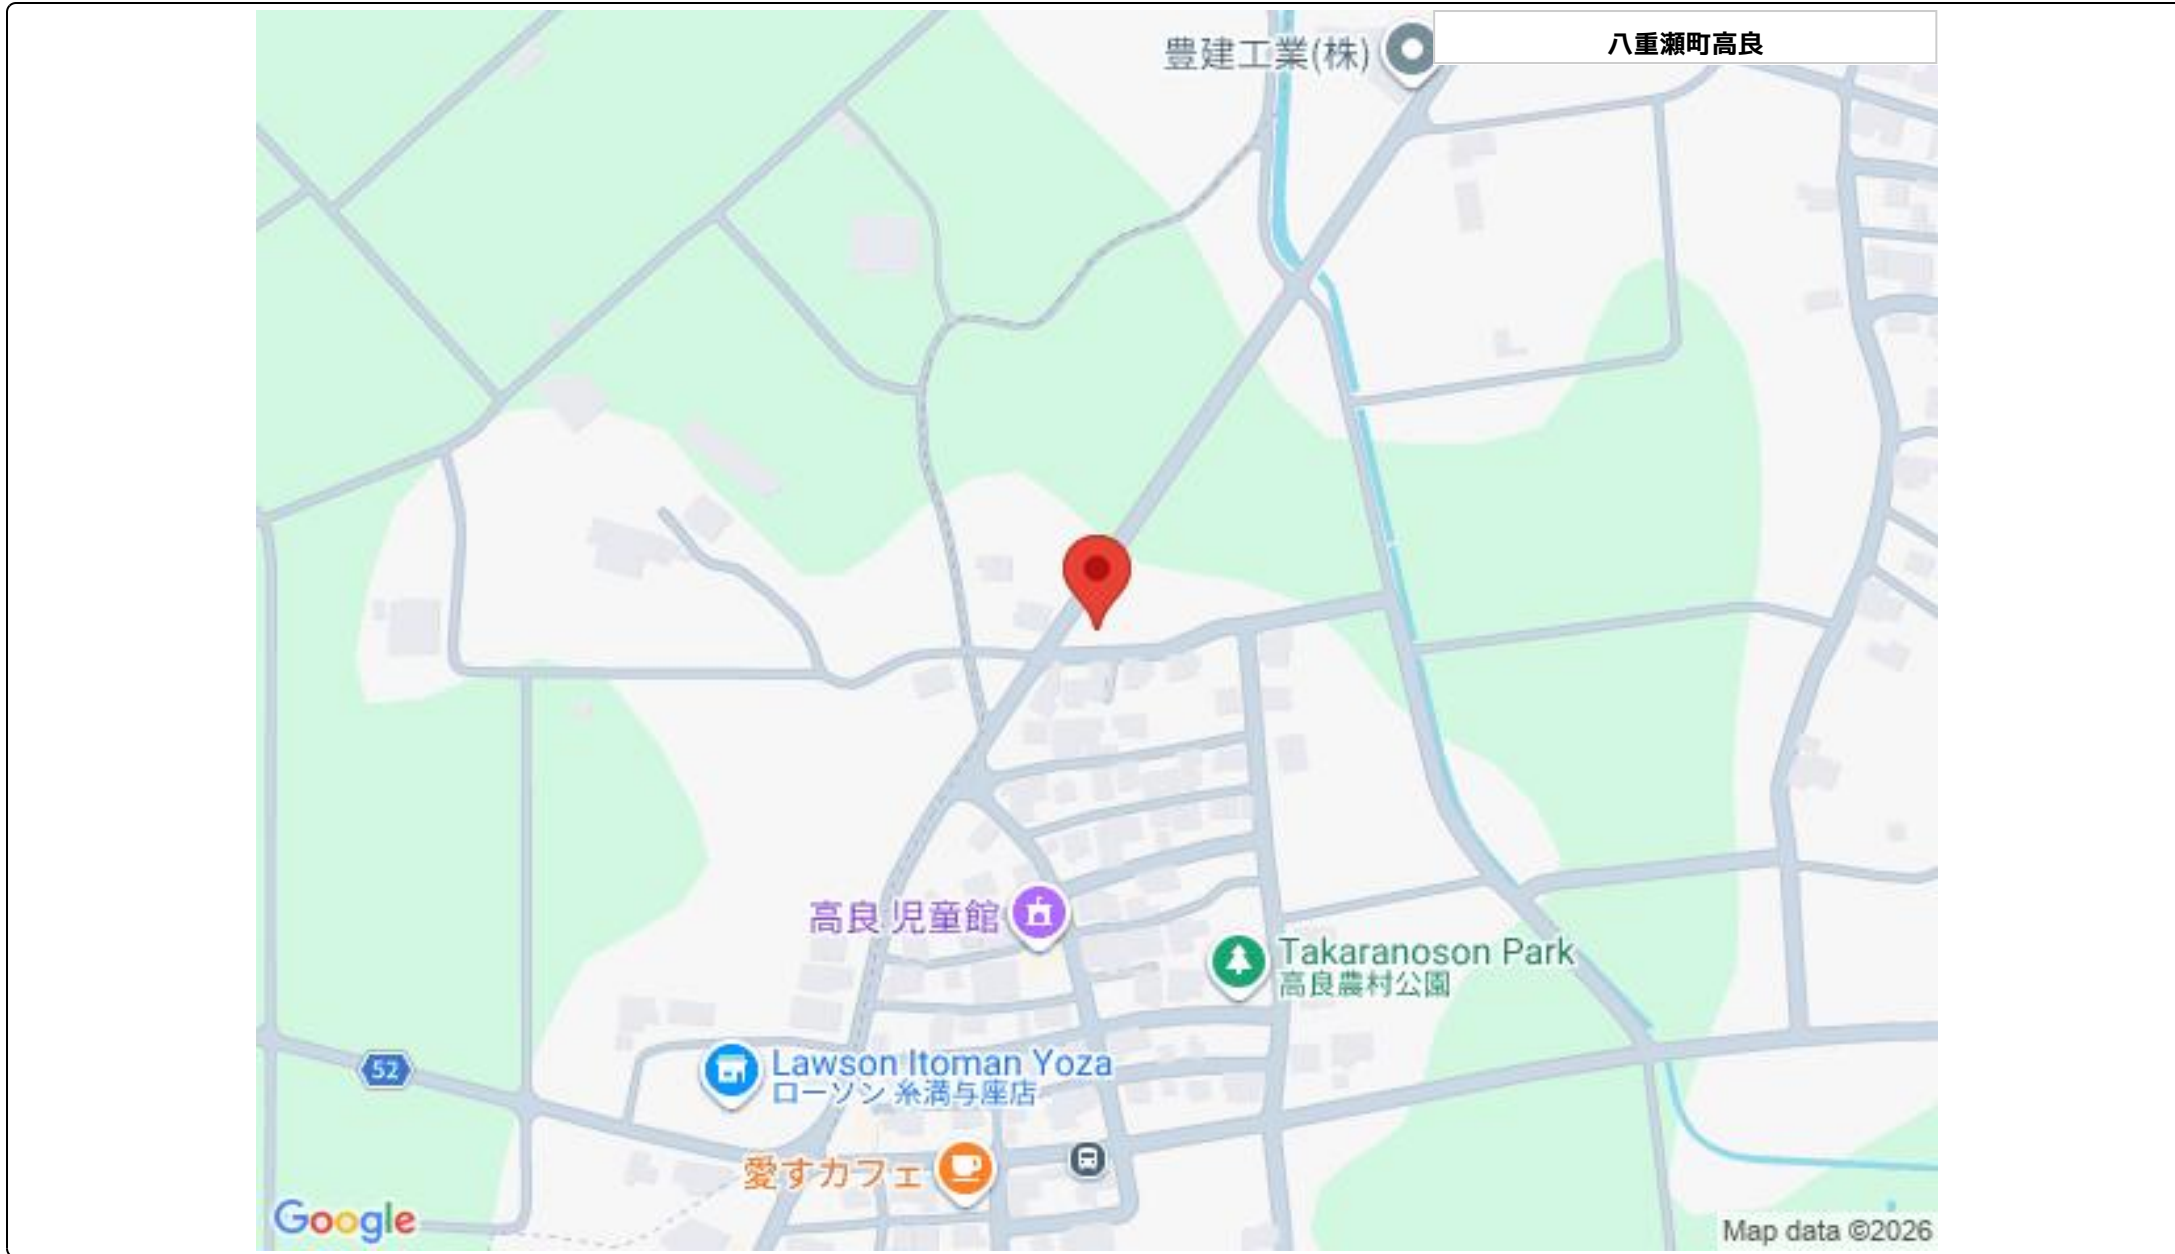 豊建工業(株)
八重瀬町高良
高良 児童館
Takaranoson Park
高良農村公園
52
Lawson Itoman Yoza
ローソン 糸満与座店
愛すカフェ
Google
Map data ©2026